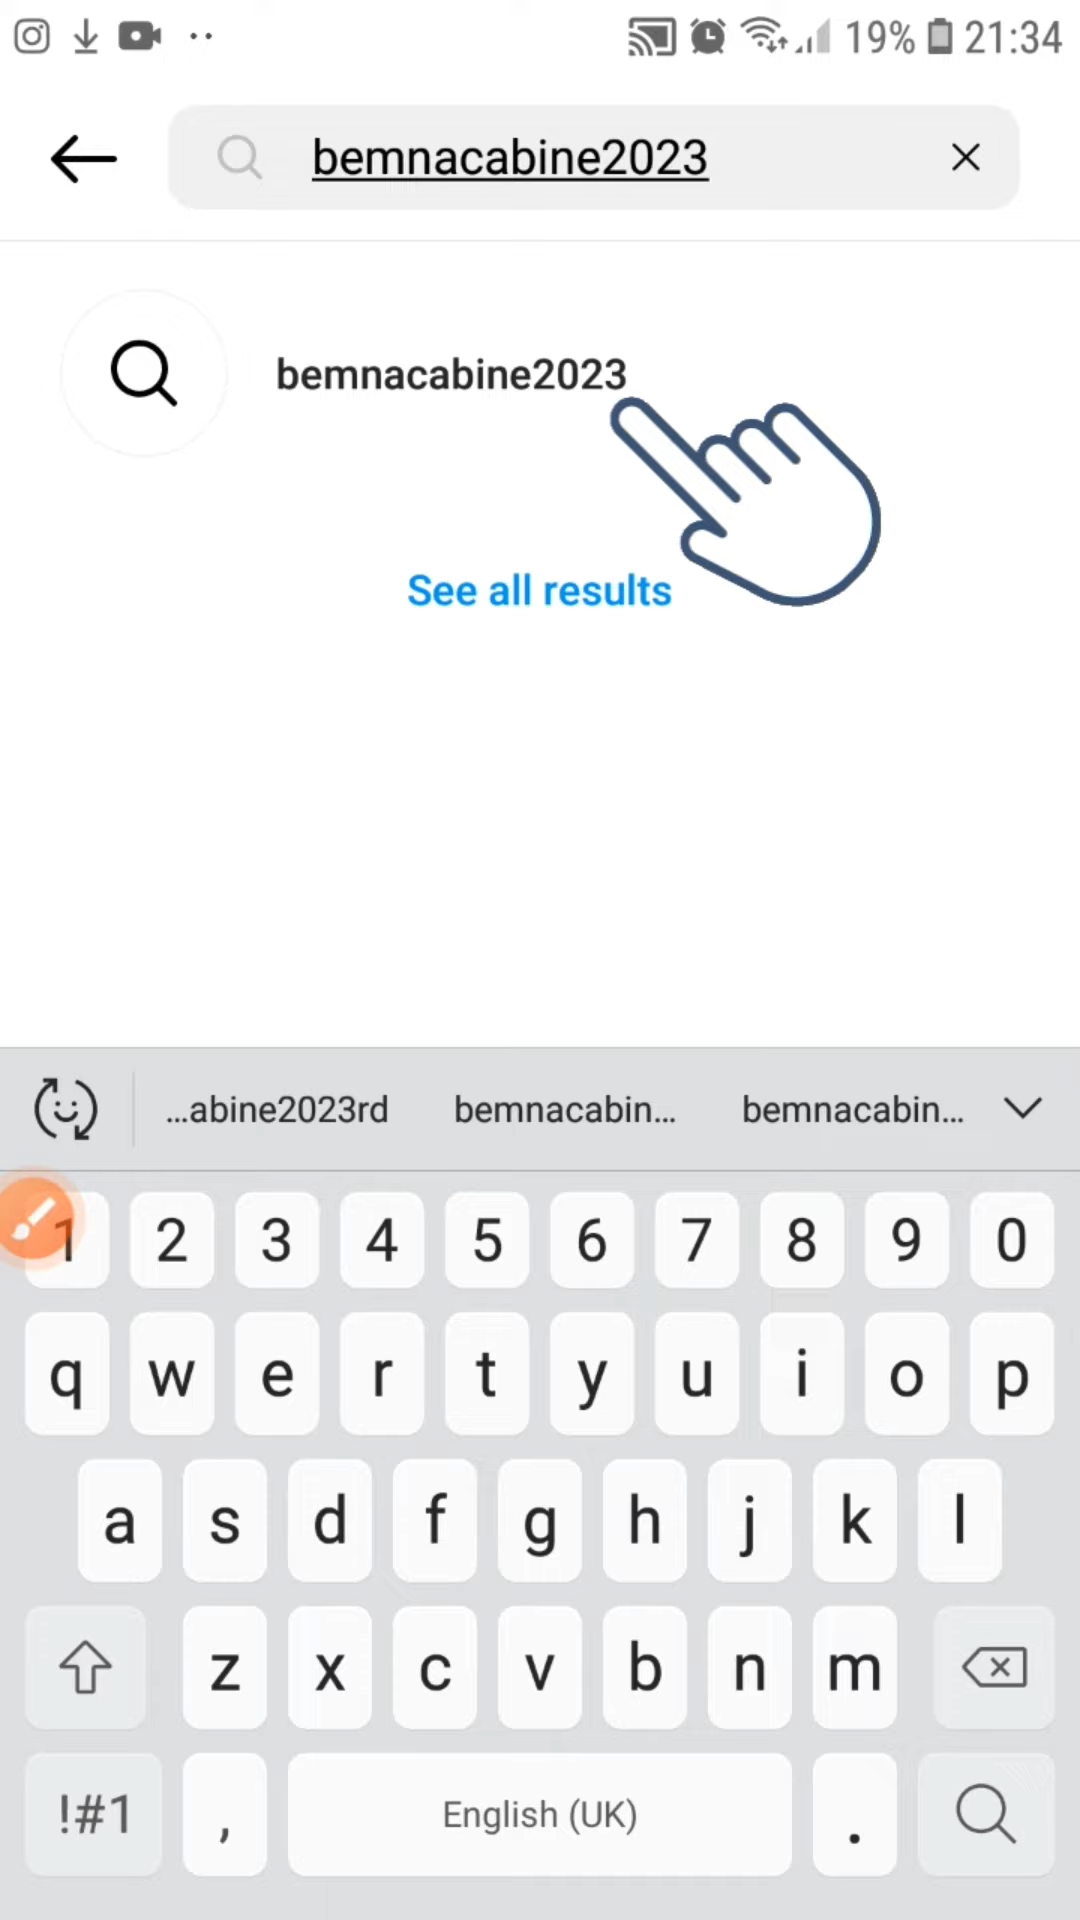 19% 21:34
bemnacabine2023
bemnacabine2023
See all results
...abine2023rd bemnacabin... bemnacabin...
1 2 3 4 5 6 7 8 9 0
q w e r t y u i o p
a s d f g h j k l
z x c v b n m
!#1 , English (UK) .